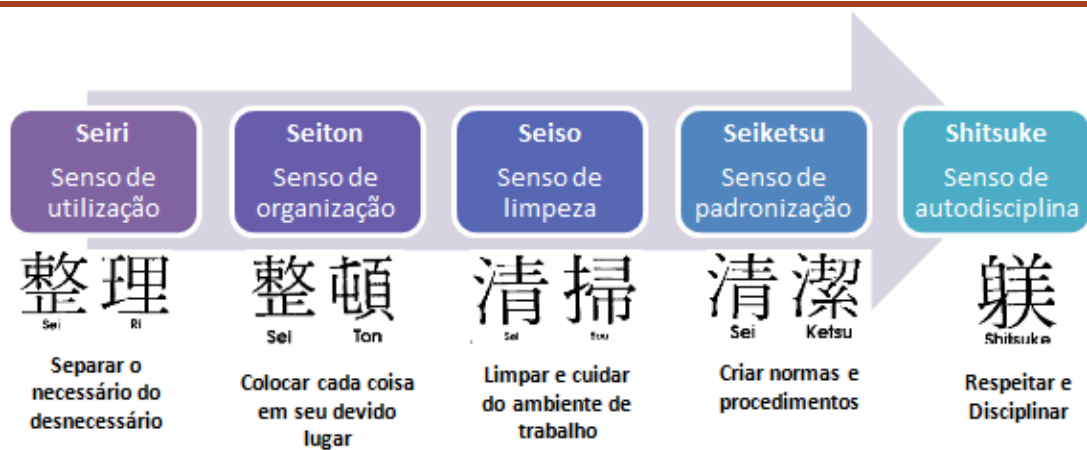 Seiri
Senso de
utilização
Seiton
Senso de
organização
Seiso
Senso de
limpeza
Seiketsu
Senso de
padronização
Shitsuke
Senso de
autodisciplina
整理
Sei Ri
整頓
Sei Ton
清掃
Sei Sou
清潔
Sei Ketsu
躾
Shitsuke
Separar o
necessário do
desnecessário
Colocar cada coisa
em seu devido
lugar
Limpar e cuidar
do ambiente de
trabalho
Criar normas e
procedimentos
Respeitar e
Disciplinar